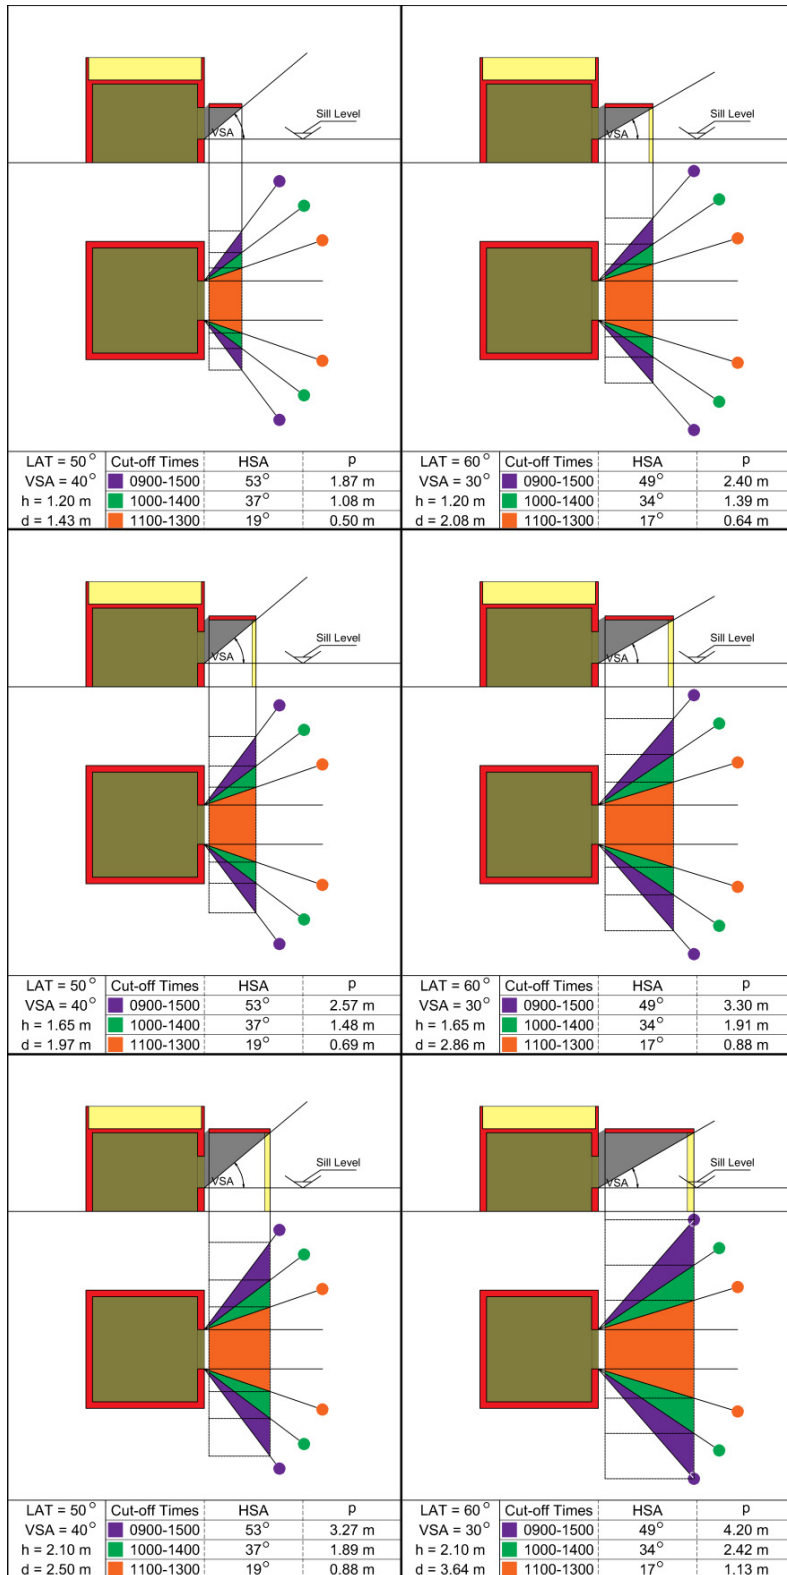 Sill Level
VSA
LAT = 50° Cut-off Times HSA p
VSA = 40° 0900-1500 53° 1.87 m
h = 1.20 m 1000-1400 37° 1.08 m
d = 1.43 m 1100-1300 19° 0.50 m
Sill Level
VSA
LAT = 60° Cut-off Times HSA p
VSA = 30° 0900-1500 49° 2.40 m
h = 1.20 m 1000-1400 34° 1.39 m
d = 2.08 m 1100-1300 17° 0.64 m
Sill Level
VSA
LAT = 50° Cut-off Times HSA p
VSA = 40° 0900-1500 53° 2.57 m
h = 1.65 m 1000-1400 37° 1.48 m
d = 1.97 m 1100-1300 19° 0.69 m
Sill Level
VSA
LAT = 60° Cut-off Times HSA p
VSA = 30° 0900-1500 49° 3.30 m
h = 1.65 m 1000-1400 34° 1.91 m
d = 2.86 m 1100-1300 17° 0.88 m
Sill Level
VSA
LAT = 50° Cut-off Times HSA p
VSA = 40° 0900-1500 53° 3.27 m
h = 2.10 m 1000-1400 37° 1.89 m
d = 2.50 m 1100-1300 19° 0.88 m
Sill Level
VSA
LAT = 60° Cut-off Times HSA p
VSA = 30° 0900-1500 49° 4.20 m
h = 2.10 m 1000-1400 34° 2.42 m
d = 3.64 m 1100-1300 17° 1.13 m